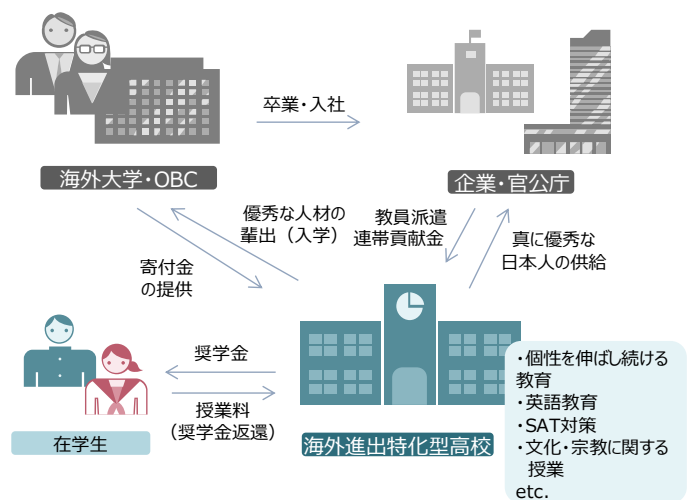 卒業・入社
海外大学・OBC
企業・官公庁
優秀な人材の
輩出（入学）
教員派遣
連帯貢献金
真に優秀な
日本人の供給
寄付金
の提供
奨学金
授業料
（奨学金返還）
在学生
海外進出特化型高校
・個性を伸ばし続ける
教育
・英語教育
・SAT対策
・文化・宗教に関する
授業
etc.